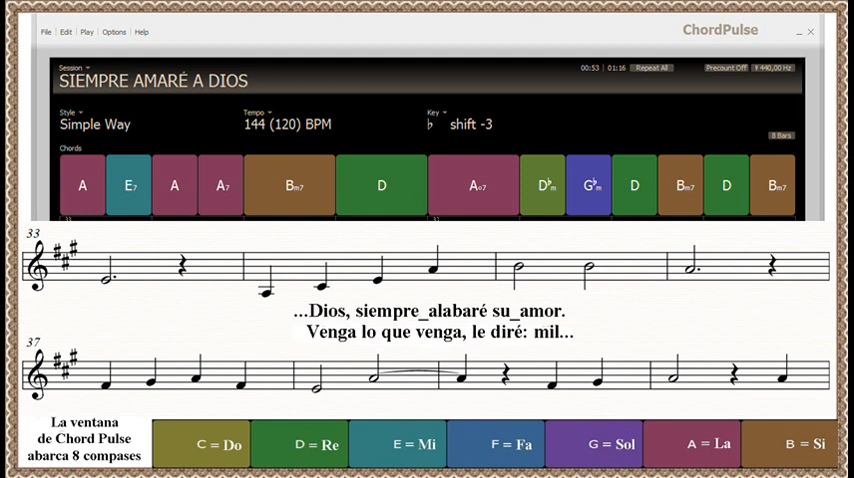 File Edit Play Options Help
ChordPulse
Session
00:53 | 01:16 Repeat All Precount Off 440,00 Hz
SIEMPRE AMARÉ A DIOS
Style Tempo Key
Simple Way 144 (120) BPM ♭ shift -3
8 Bars
Chords
A E7 A A7 Bm7 D Ao7 D♭m G♭m D Bm7 D Bm7
33
...Dios, siempre_alabaré su_amor.
Venga lo que venga, le diré: mil...
37
La ventana
de Chord Pulse
abarca 8 compases
C = Do D = Re E = Mi F = Fa G = Sol A = La B = Si